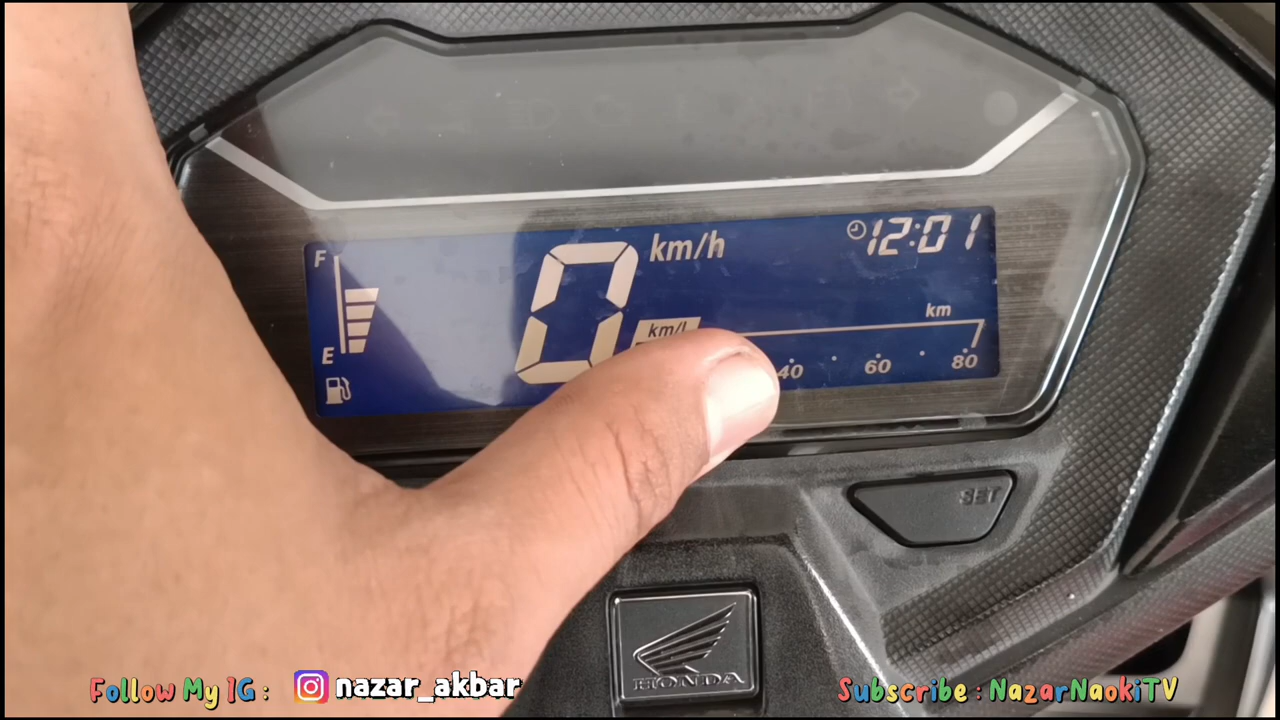 km/h
12:01
F
0
km
km/L
E
40 60 80
SET
HONDA
Follow My IG : nazar_akbar
Subscribe : NazarNaokiTV